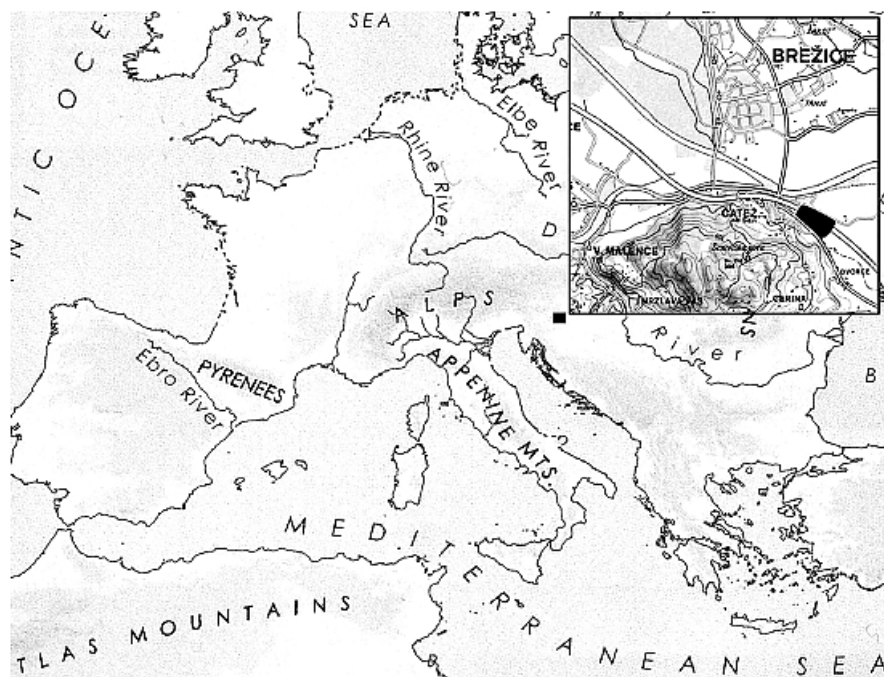 SEA
NTIC OCE
Elbe River
Rhine River
D
ALPS
APPENINE MTS.
PYRENEES
Ebro River
River
NS
B
MEDITERRANEAN SEA
TLAS MOUNTAINS
BREŽICE
ČATEŽ
V. MALENCE
CERINA
DVORCE